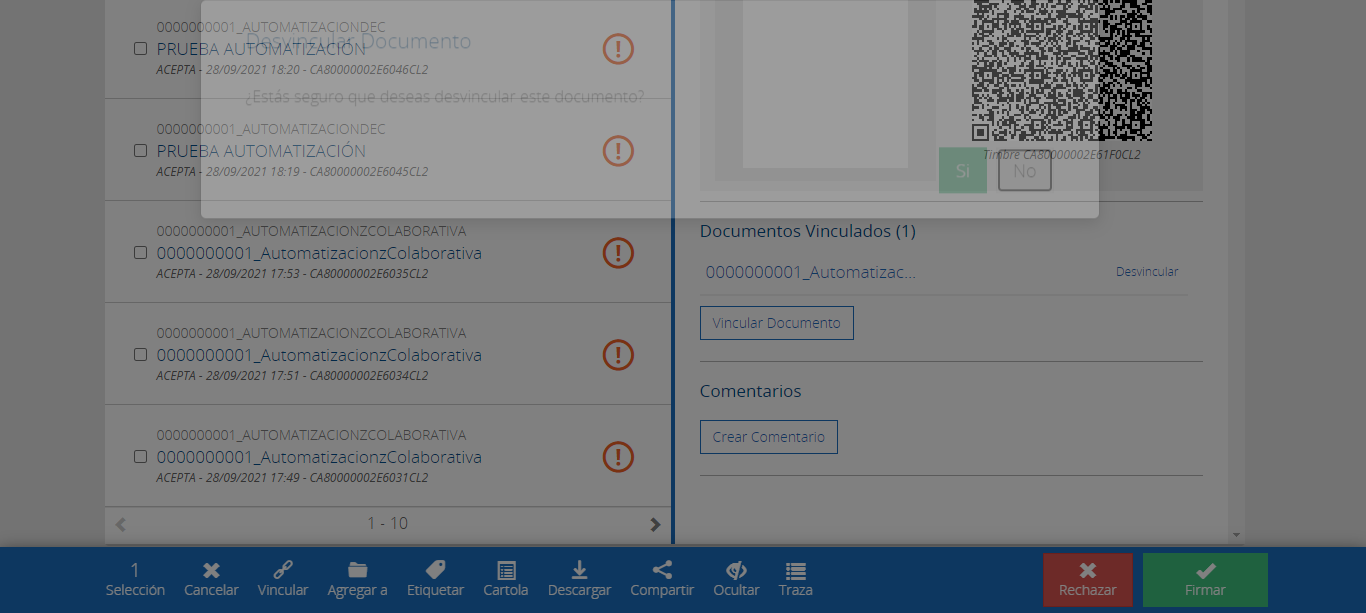 0000000001_AUTOMATIZACIONDEC
PRUEBA AUTOMATIZACIÓN
ACEPTA - 28/09/2021 18:20 - CA80000002E6046CL2
Desvincular Documento
¿Estás seguro que deseas desvincular este documento?
0000000001_AUTOMATIZACIONDEC
PRUEBA AUTOMATIZACIÓN
ACEPTA - 28/09/2021 18:19 - CA80000002E6045CL2
Timbre CA80000002E61F0CL2
Si
No
0000000001_AUTOMATIZACIONZCOLABORATIVA
0000000001_AutomatizacionzColaborativa
ACEPTA - 28/09/2021 17:53 - CA80000002E6035CL2
0000000001_AUTOMATIZACIONZCOLABORATIVA
0000000001_AutomatizacionzColaborativa
ACEPTA - 28/09/2021 17:51 - CA80000002E6034CL2
0000000001_AUTOMATIZACIONZCOLABORATIVA
0000000001_AutomatizacionzColaborativa
ACEPTA - 28/09/2021 17:49 - CA80000002E6031CL2
1 - 10
Documentos Vinculados (1)
0000000001_Automatizac...
Desvincular
Vincular Documento
Comentarios
Crear Comentario
1
Selección
Cancelar
Vincular
Agregar a
Etiquetar
Cartola
Descargar
Compartir
Ocultar
Traza
Rechazar
Firmar